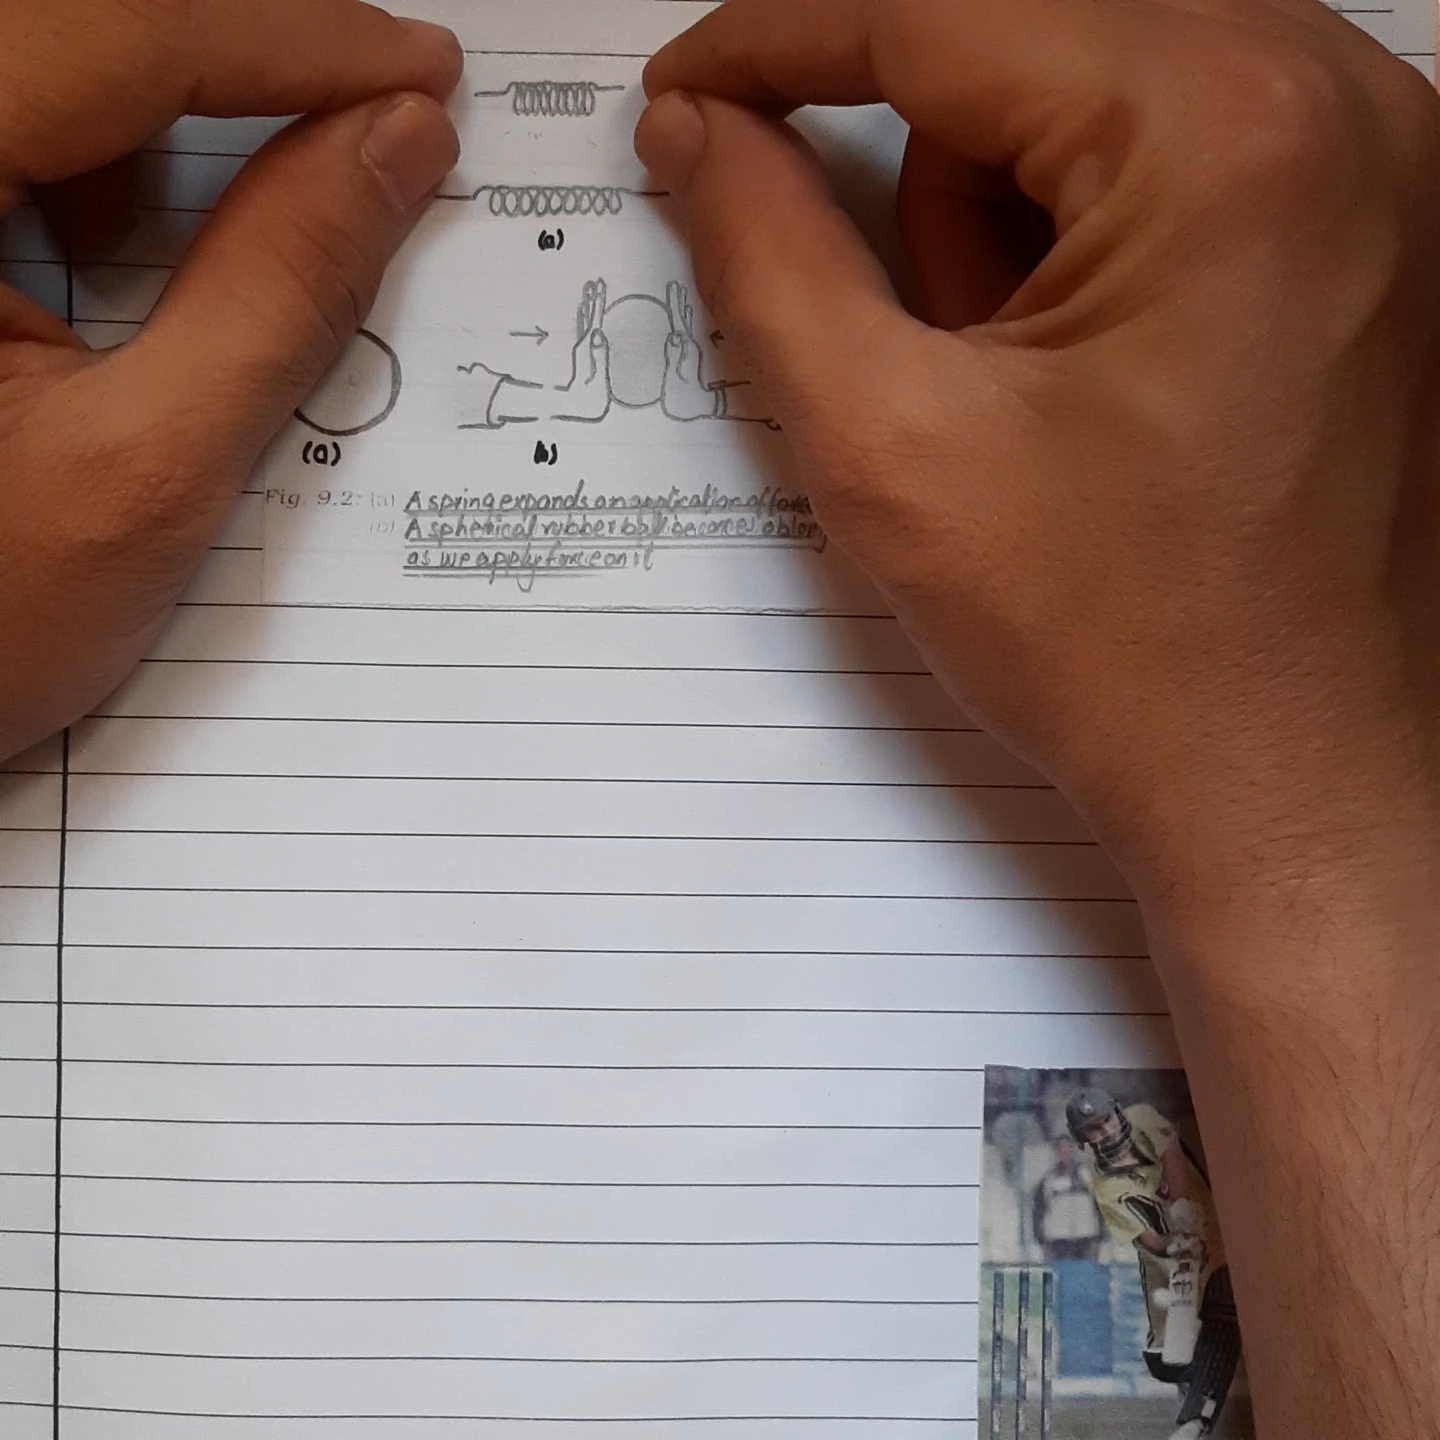 (a)
(a)
b)
Fig. 9.2: (a) A spring expands on application of force
(b) A spherical rubber ball becomes oblong
as we apply force on it